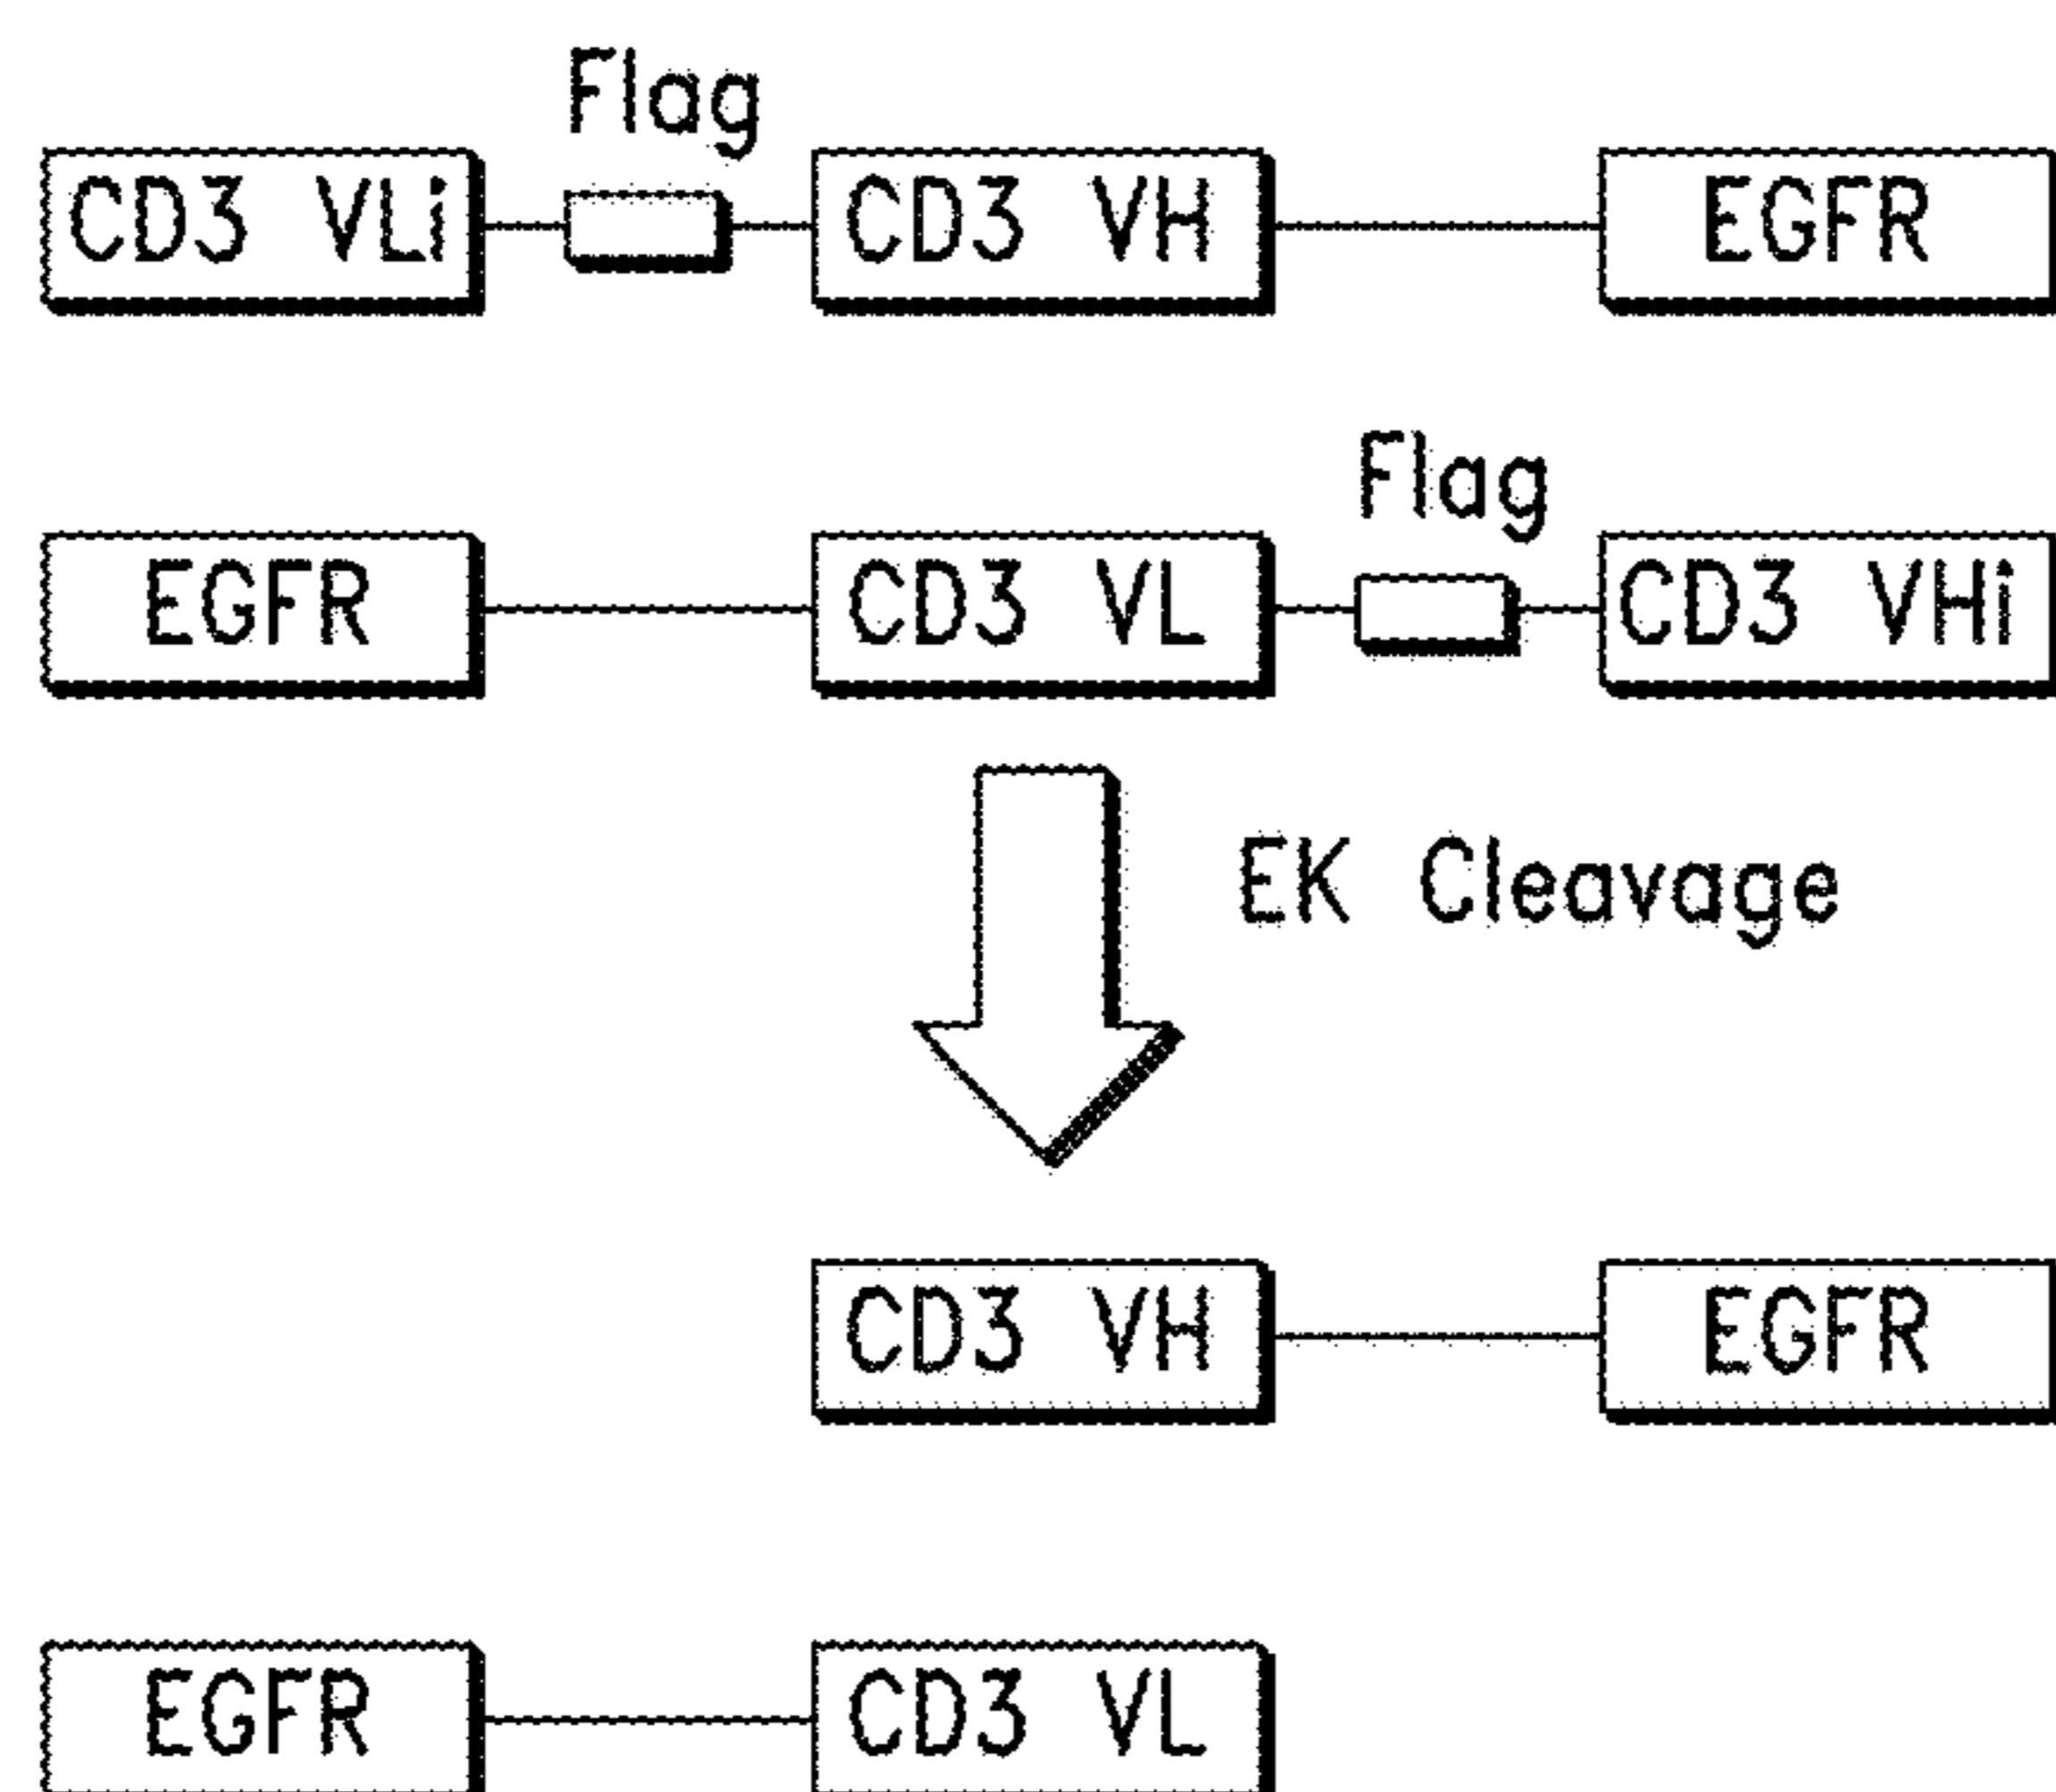 Flag
CD3 VLi CD3 VH EGFR
Flag
EGFR CD3 VL CD3 VHi
EK Cleavage
CD3 VH EGFR
EGFR CD3 VL